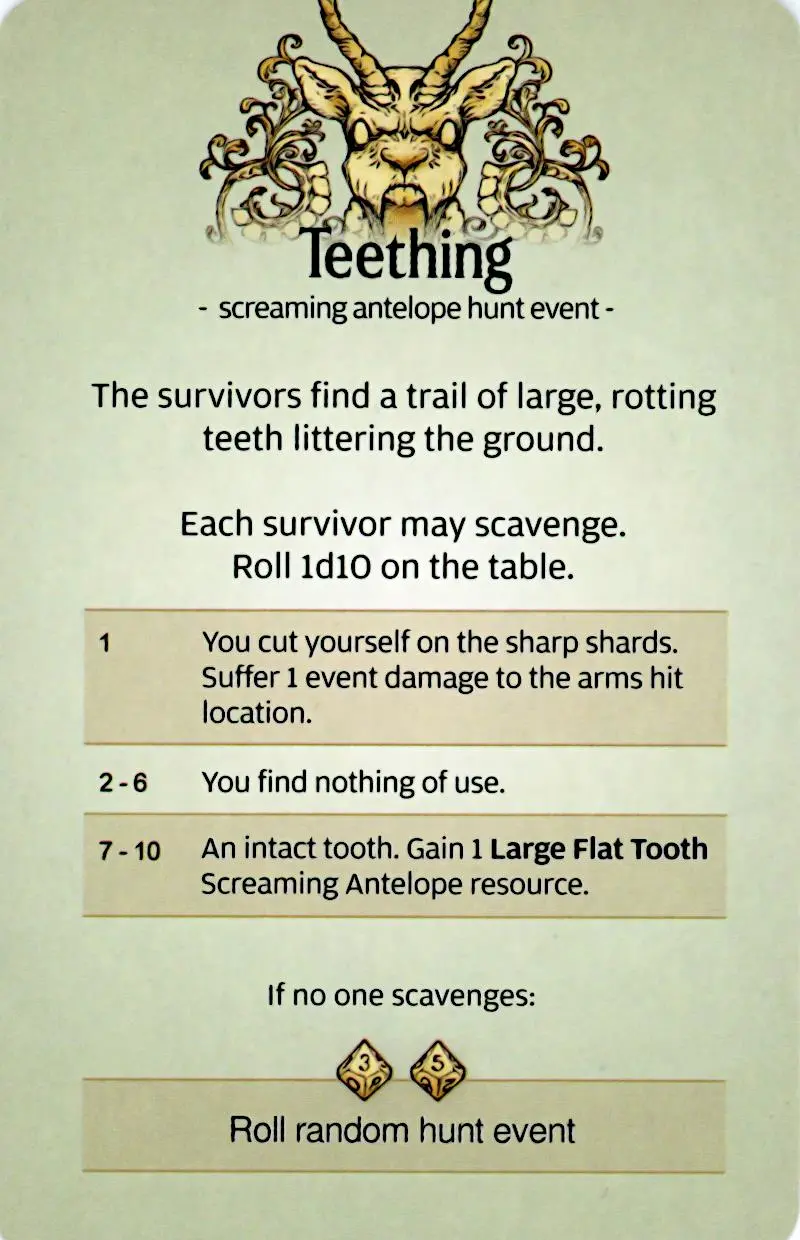 Teething
- screaming antelope hunt event -
The survivors find a trail of large, rotting
teeth littering the ground.
Each survivor may scavenge.
Roll 1d10 on the table.
1 You cut yourself on the sharp shards.
Suffer 1 event damage to the arms hit
location.
2 - 6 You find nothing of use.
7 - 10 An intact tooth. Gain 1 Large Flat Tooth
Screaming Antelope resource.
If no one scavenges:
3 5
Roll random hunt event